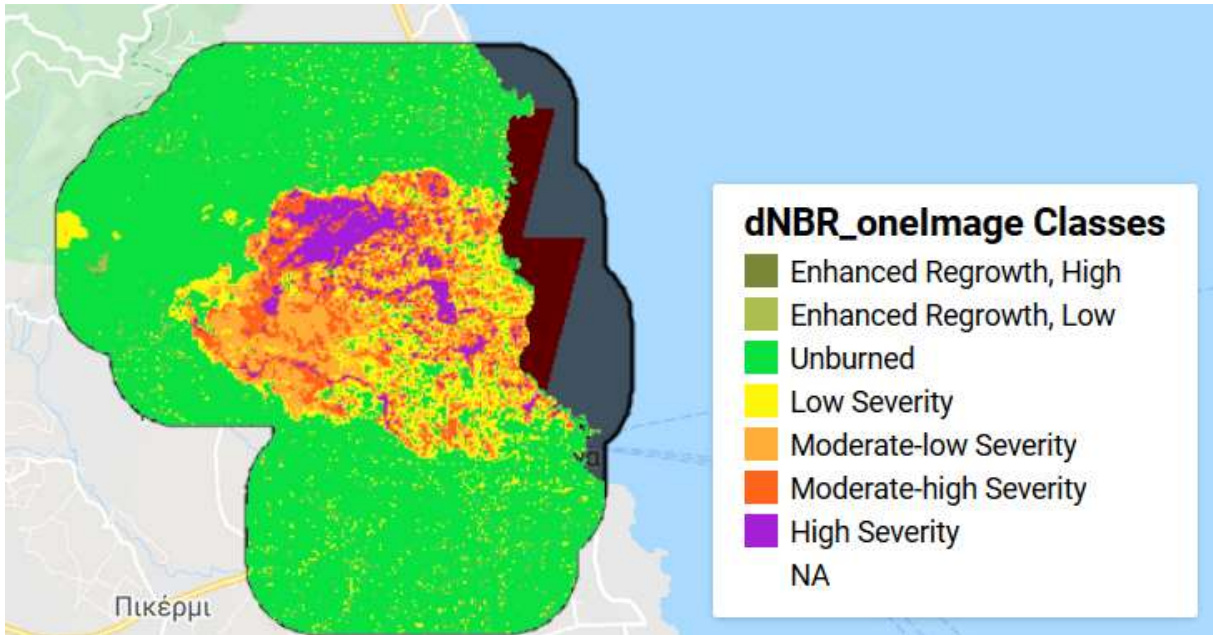 dNBR_oneImage Classes
Enhanced Regrowth, High
Enhanced Regrowth, Low
Unburned
Low Severity
Moderate-low Severity
Moderate-high Severity
High Severity
NA
Πικέρμι